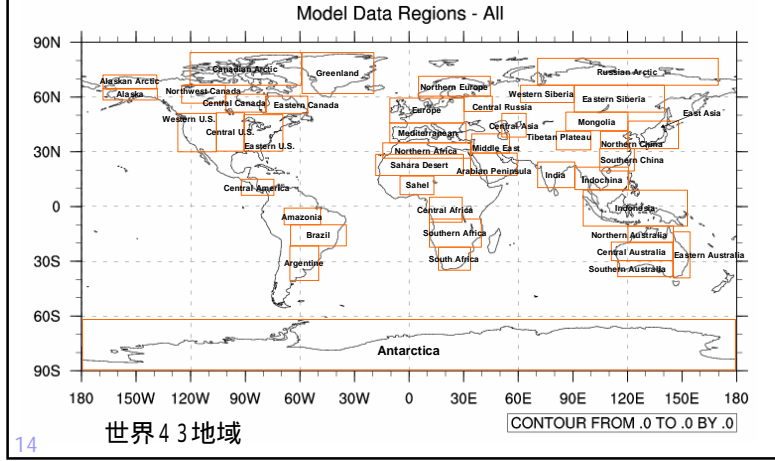 Model Data Regions - All
90N
60N
30N
0
30S
60S
90S
Alaskan Arctic
Alaska
Canadian Arctic
Greenland
Northwest Canada
Central Canada
Eastern Canada
Western U.S.
Central U.S.
Eastern U.S.
Central America
Amazonia
Brazil
Argentine
Northern Europe
Europe
Mediterranean
Northern Africa
Sahara Desert
Sahel
Central Africa
Southern Africa
South Africa
Russian Arctic
Western Siberia
Eastern Siberia
Central Russia
East Asia
Mongolia
Central Asia
Tibetan Plateau
Northern China
Middle East
Southern China
Arabian Peninsula
India
Indochina
Indonesia
Northern Australia
Central Australia
Eastern Australia
Southern Australia
Antarctica
180 150W 120W 90W 60W 30W 0 30E 60E 90E 120E 150E 180
世界43地域
CONTOUR FROM .0 TO .0 BY .0
14